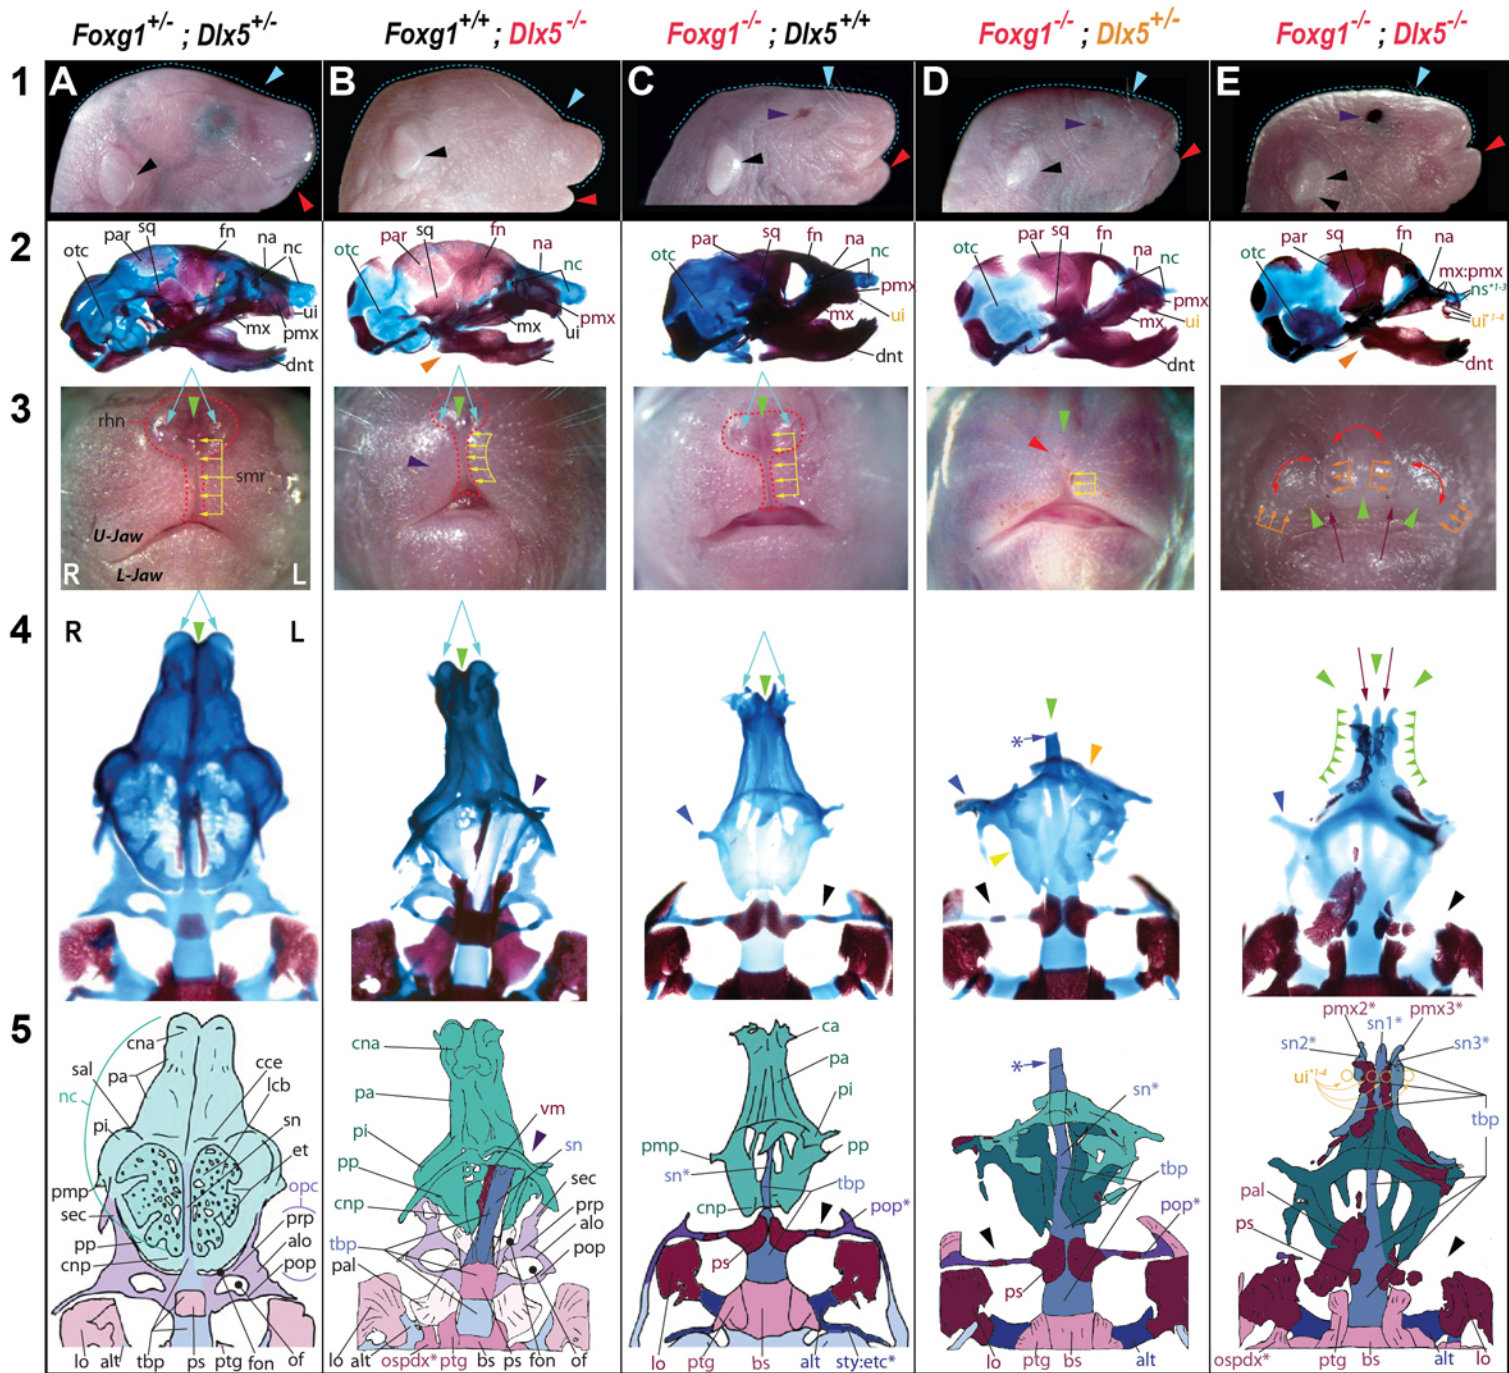 Foxg1+/- ; Dlx5+/-
Foxg1+/+ ; Dlx5-/-
Foxg1-/- ; Dlx5+/+
Foxg1-/- ; Dlx5+/-
Foxg1-/- ; Dlx5-/-
1
A
B
C
D
E
2
otc
par
sq
fn
na
nc
ui
pmx
mx
dnt
otc
par
sq
fn
na
nc
pmx
ui
mx
otc
par
sq
fn
na
nc
pmx
ui
mx
dnt
otc
par
sq
fn
na
nc
pmx
ui
mx
dnt
otc
par
sq
fn
na
mx:pmx
ns*1-3
ui*1-4
dnt
3
rhn
smr
U-Jaw
L-Jaw
R
L
4
R
L
*
5
cna
sal
pa
nc
pi
cce
lcb
sn
et
opc
pmp
sec
pp
cnp
prp
alo
pop
lo
alt
tbp
ps
ptg
fon
of
cna
pa
vm
pi
sn
pp
sec
cnp
prp
alo
tbp
pop
pal
lo
alt
ospdx*
ptg
bs
ps
fon
of
ca
pa
pi
pmp
pp
sn*
tbp
cnp
pop*
ps
lo
ptg
bs
alt
sty:etc*
*
sn*
tbp
pop*
ps
lo
ptg
bs
alt
pmx2*
sn1*
pmx3*
sn2*
sn3*
ui*1-4
tbp
pal
ps
ospdx*
ptg
bs
alt
lo